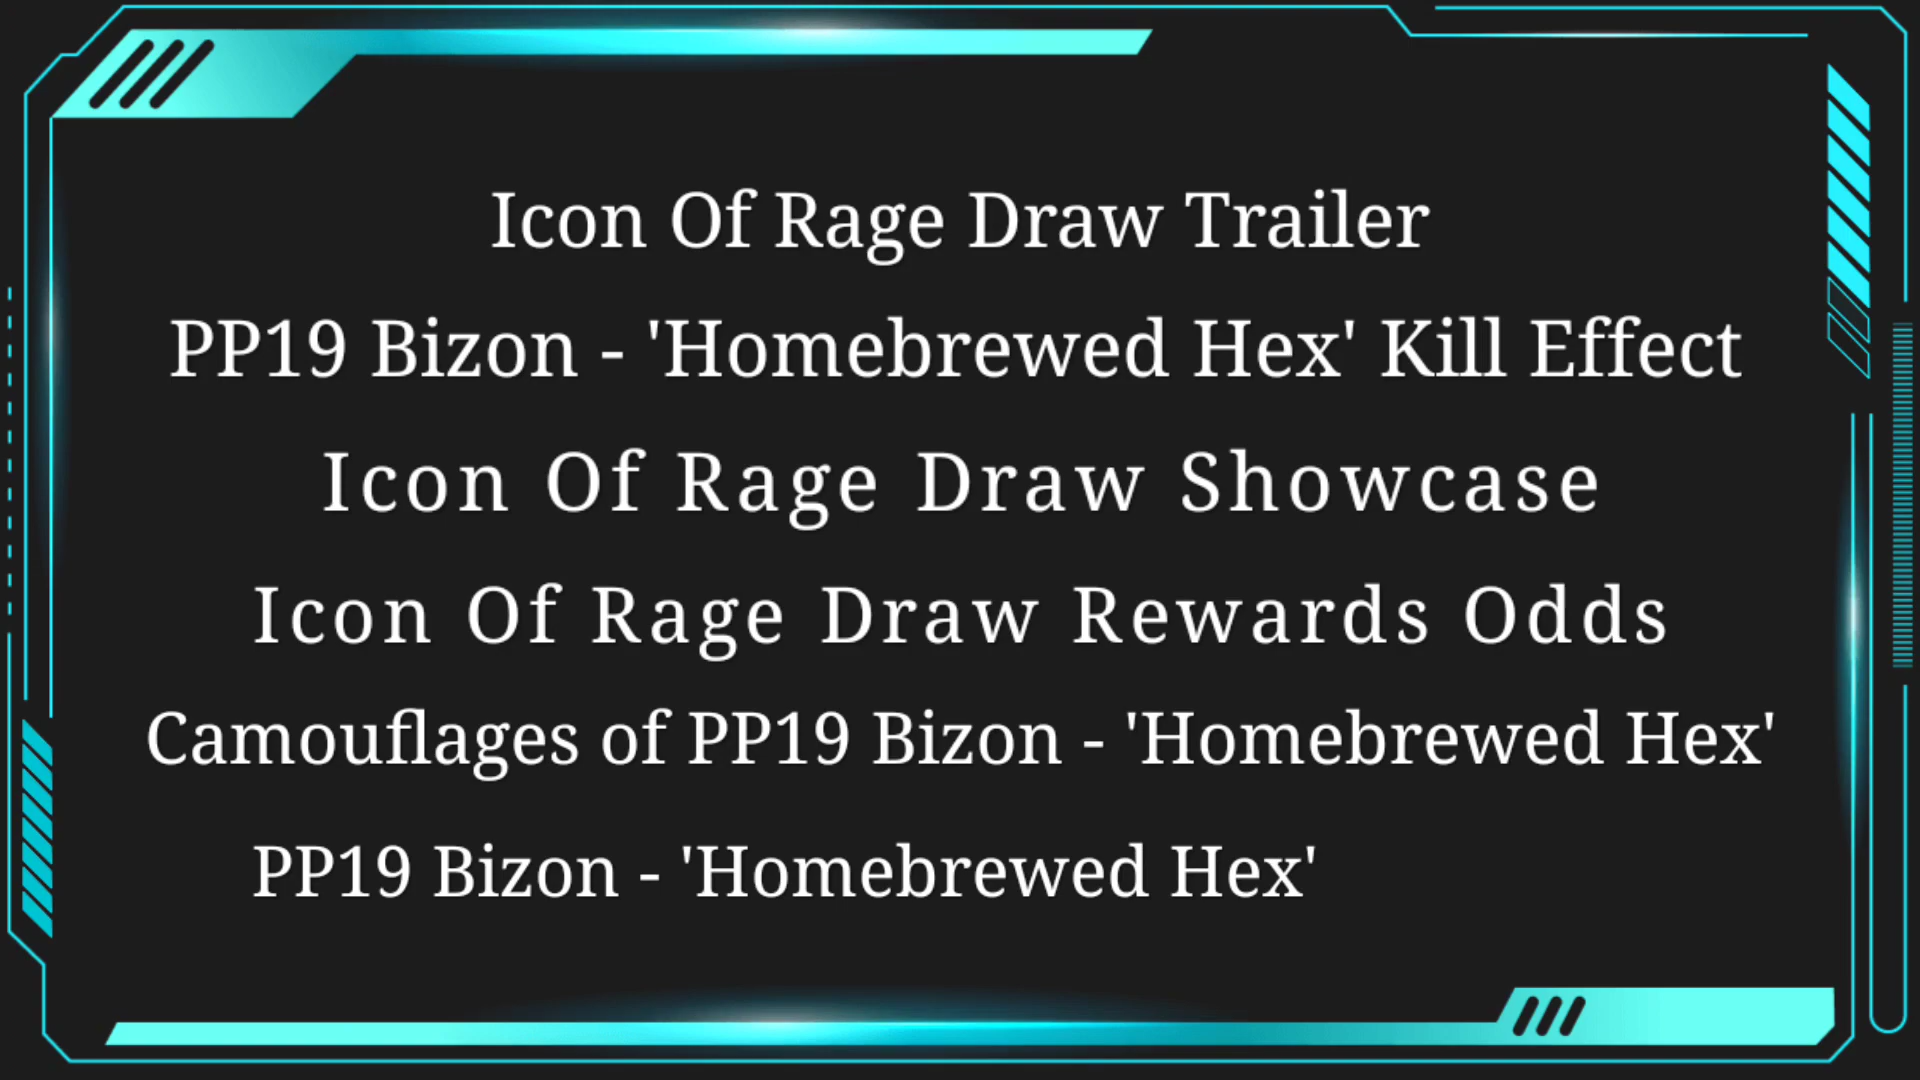 Icon Of Rage Draw Trailer
PP19 Bizon - 'Homebrewed Hex' Kill Effect
Icon Of Rage Draw Showcase
Icon Of Rage Draw Rewards Odds
Camouflages of PP19 Bizon - 'Homebrewed Hex'
PP19 Bizon - 'Homebrewed Hex'